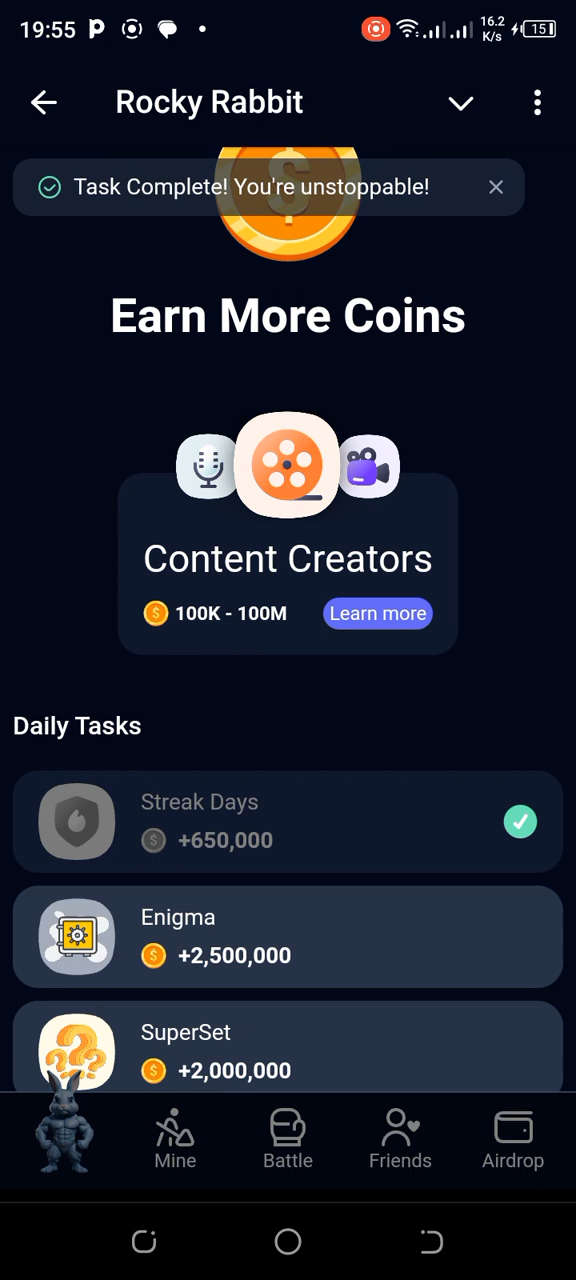 19:55
16.2
K/s
15
Rocky Rabbit
Task Complete! You're unstoppable!
Earn More Coins
Content Creators
100K - 100M
Learn more
Daily Tasks
Streak Days
+650,000
Enigma
+2,500,000
SuperSet
+2,000,000
Mine
Battle
Friends
Airdrop